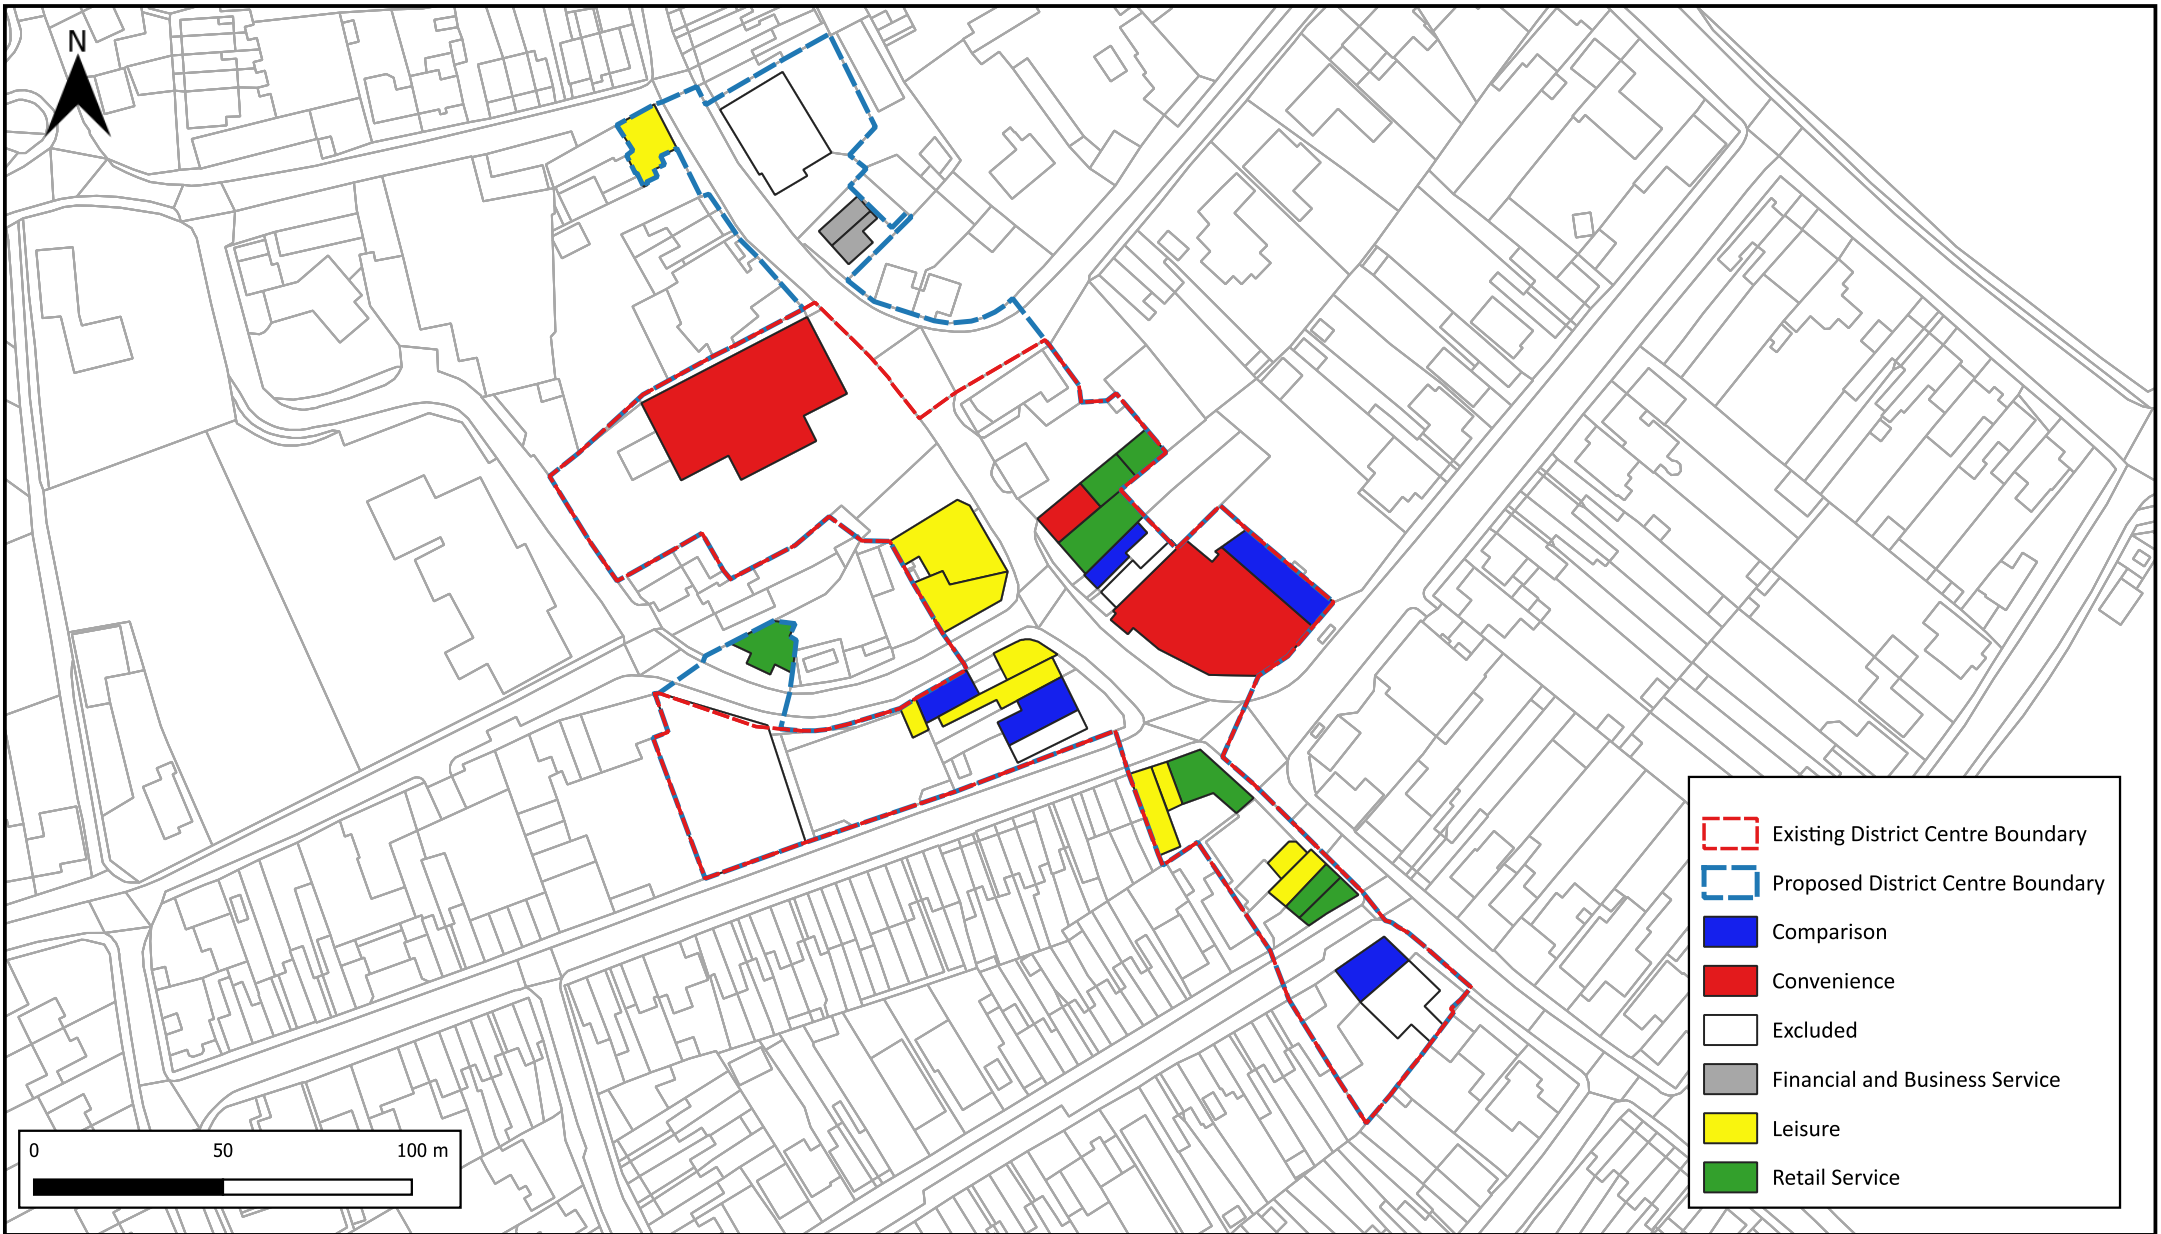 N
Existing District Centre Boundary
Proposed District Centre Boundary
Comparison
Convenience
Excluded
Financial and Business Service
Leisure
Retail Service
0 50 100 m